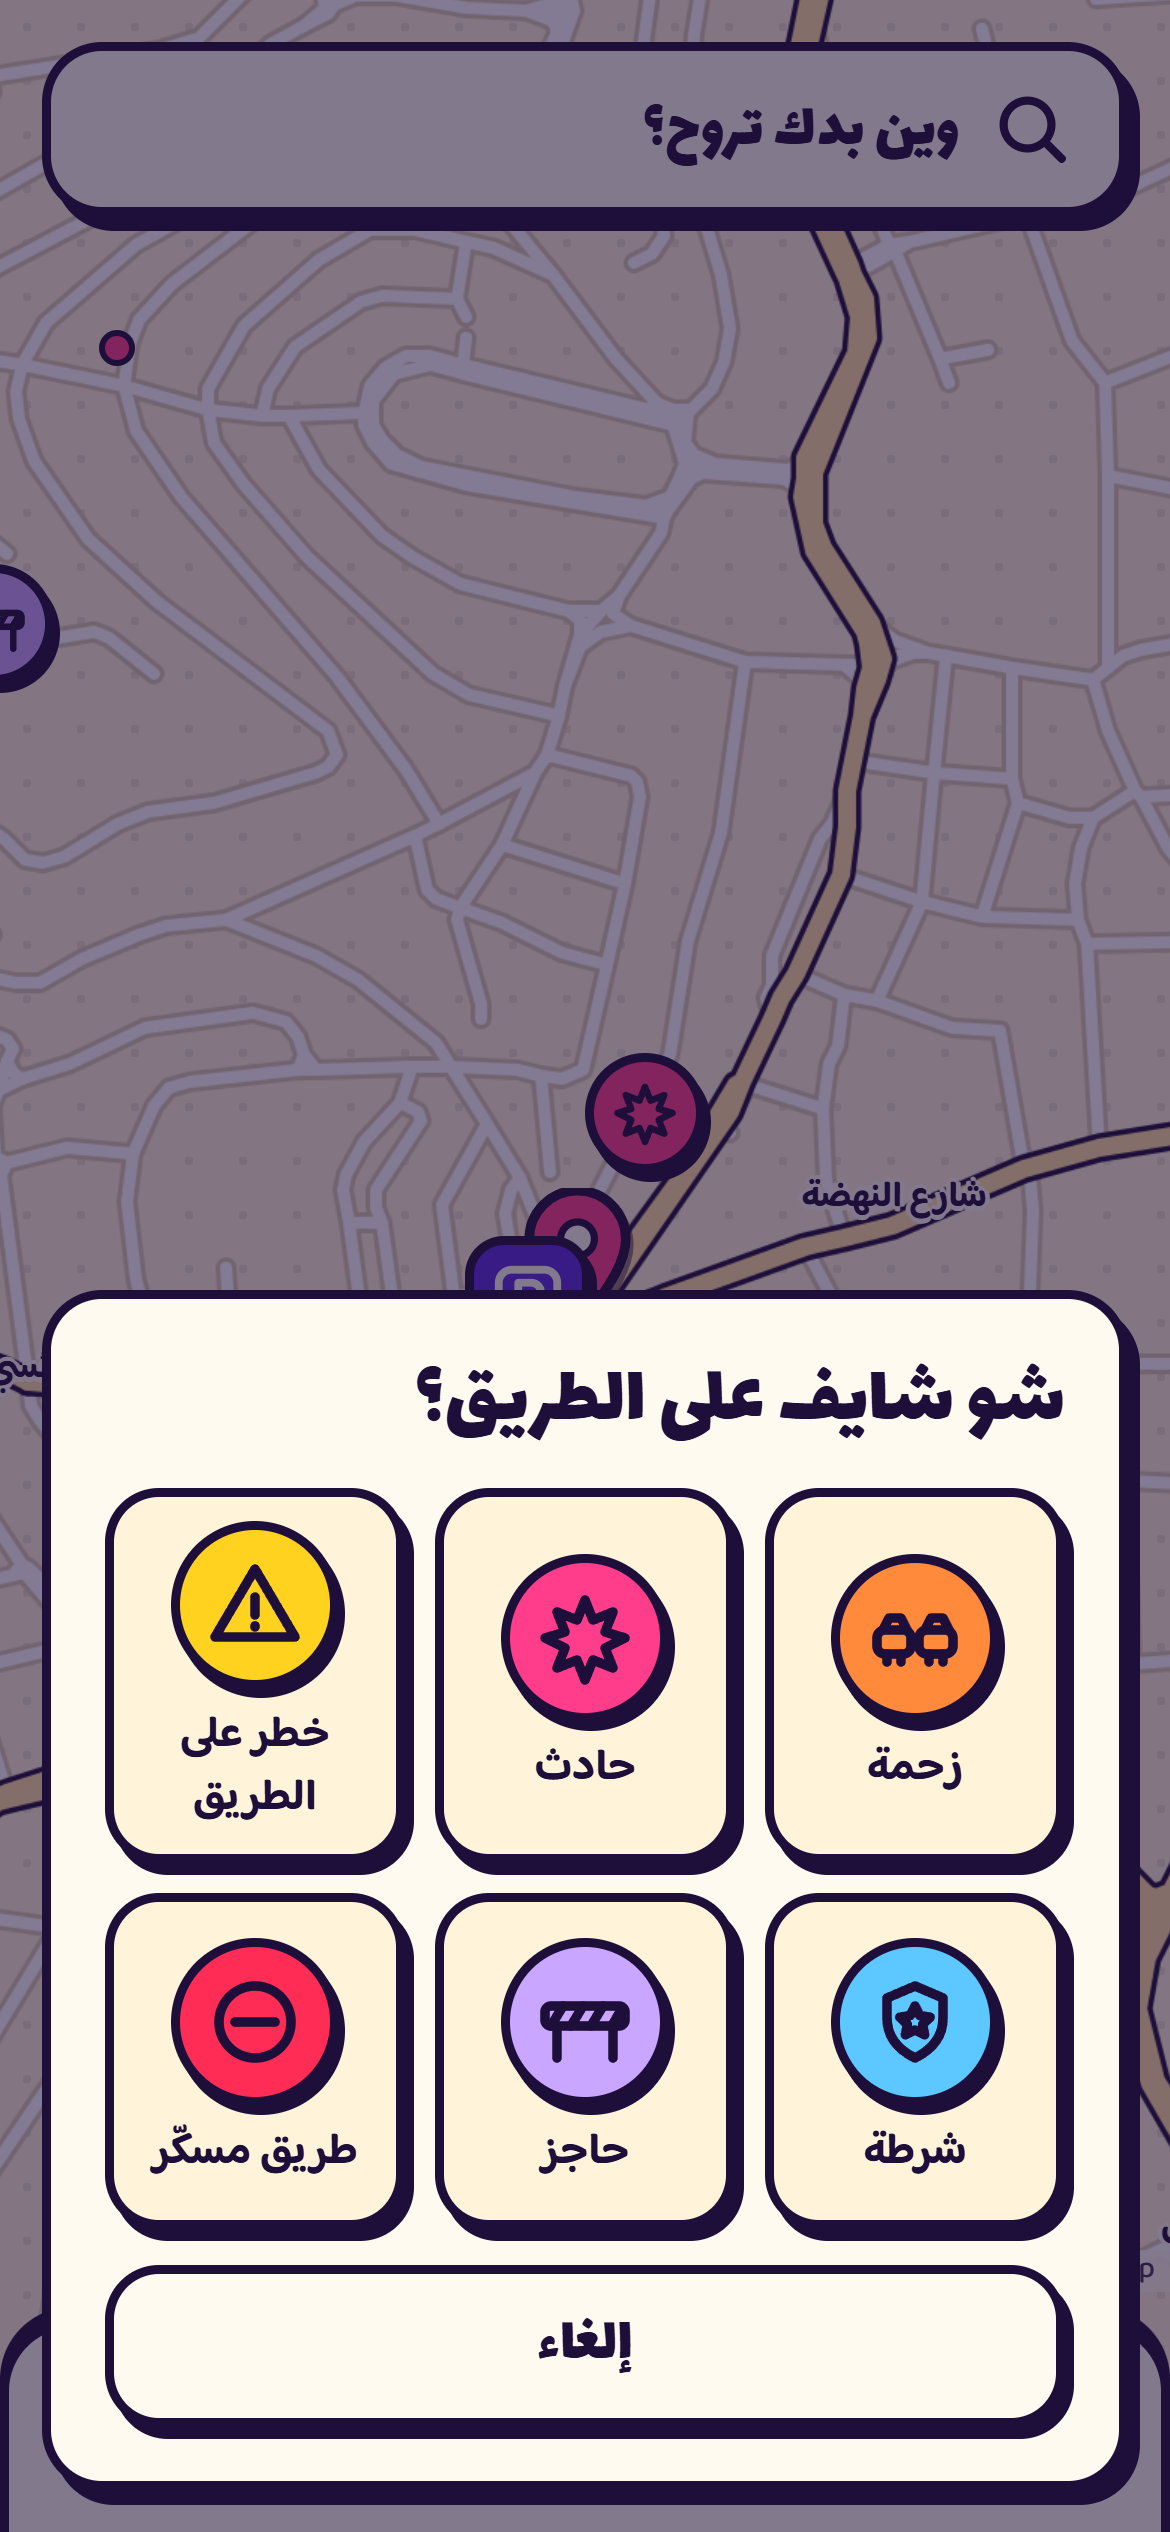 وين بدك تروح؟
شارع النهضة
شو شايف على الطريق؟
زحمة
حادث
خطر على
الطريق
شرطة
حاجز
طريق مسكّر
إلغاء